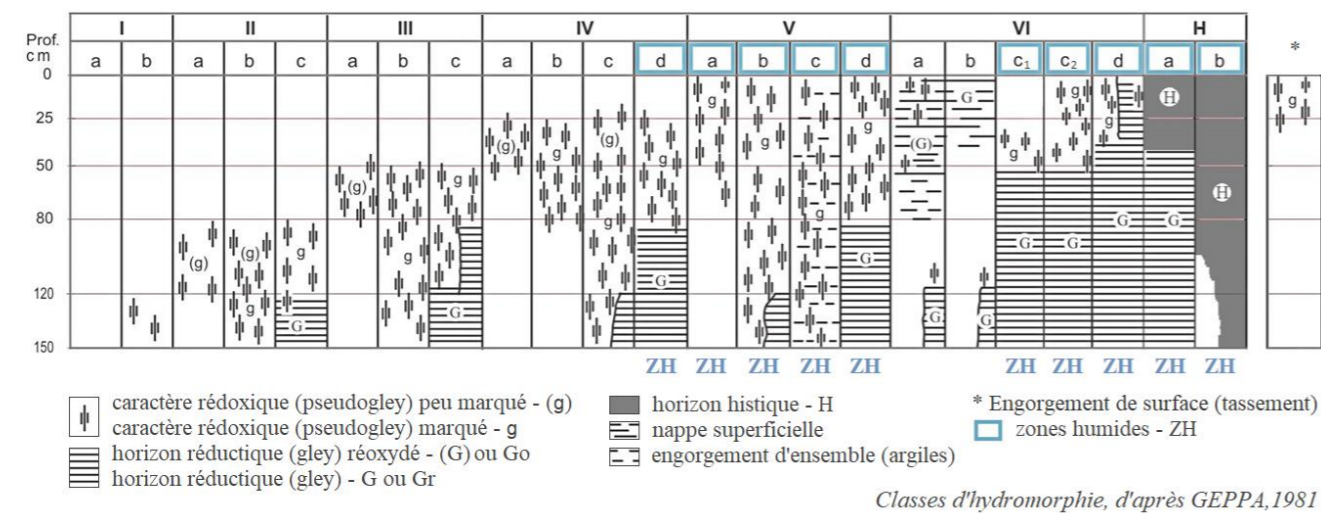 I II III IV V VI H
Prof.
cm
a b a b c a b c a b c d a b c d a b c₁ c₂ d a b *
0
25
50
80
120
150
(g) (g) g g G (g) g g G (g) g (g) g g G g g g g G (G) G G G g G g G g G H G H g
ZH ZH ZH ZH ZH ZH ZH ZH ZH ZH
caractère rédoxique (pseudogley) peu marqué - (g)
caractère rédoxique (pseudogley) marqué - g
horizon réductique (gley) réoxydé - (G) ou Go
horizon réductique (gley) - G ou Gr
horizon histique - H
nappe superficielle
engorgement d'ensemble (argiles)
* Engorgement de surface (tassement)
zones humides - ZH
Classes d'hydromorphie, d'après GEPPA,1981